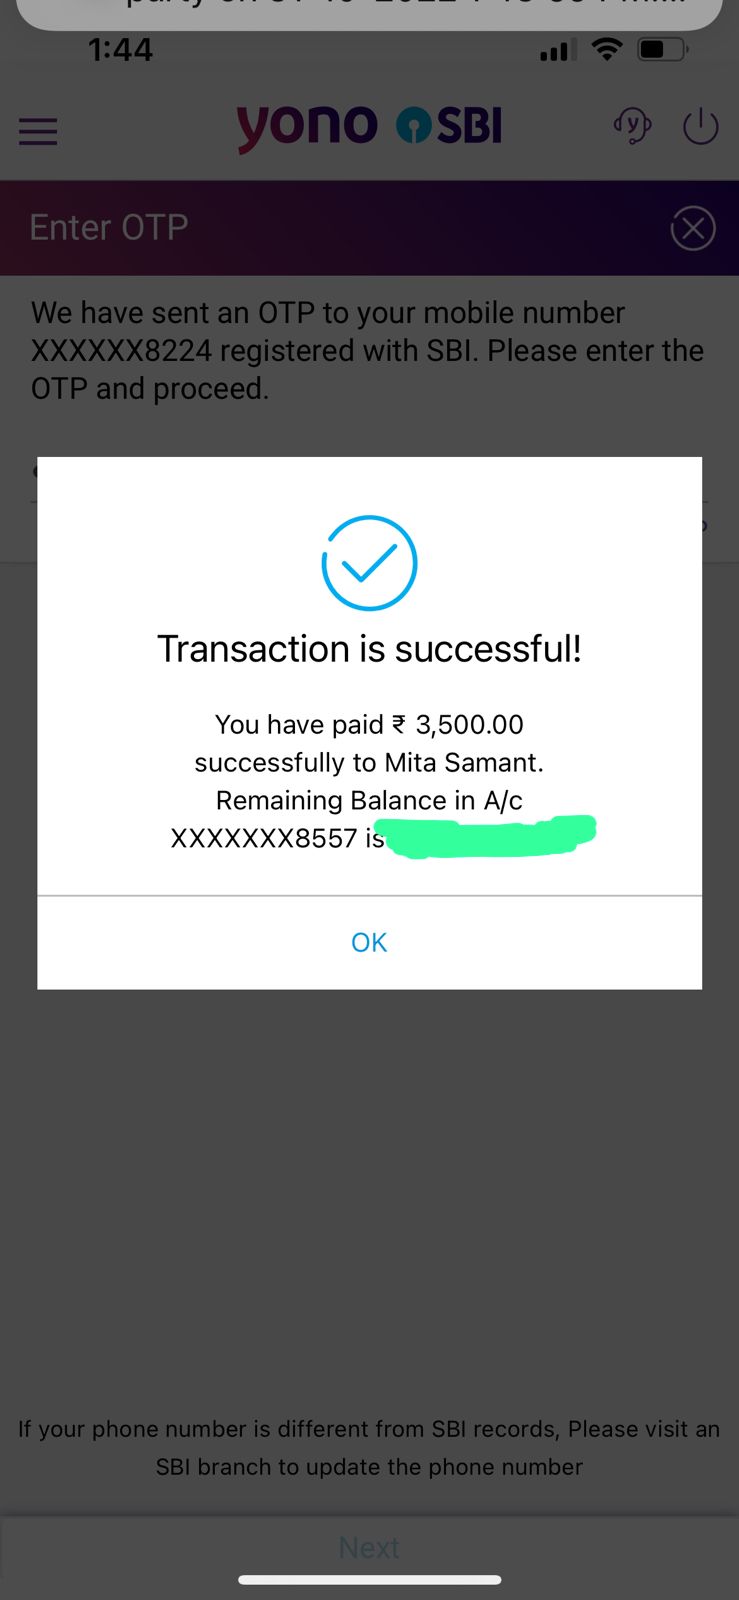 party on
1:44
yono SBI
Enter OTP
We have sent an OTP to your mobile number
XXXXXX8224 registered with SBI. Please enter the
OTP and proceed.
Transaction is successful!
You have paid ₹ 3,500.00
successfully to Mita Samant.
Remaining Balance in A/c
XXXXXXX8557 is
OK
If your phone number is different from SBI records, Please visit an
SBI branch to update the phone number
Next